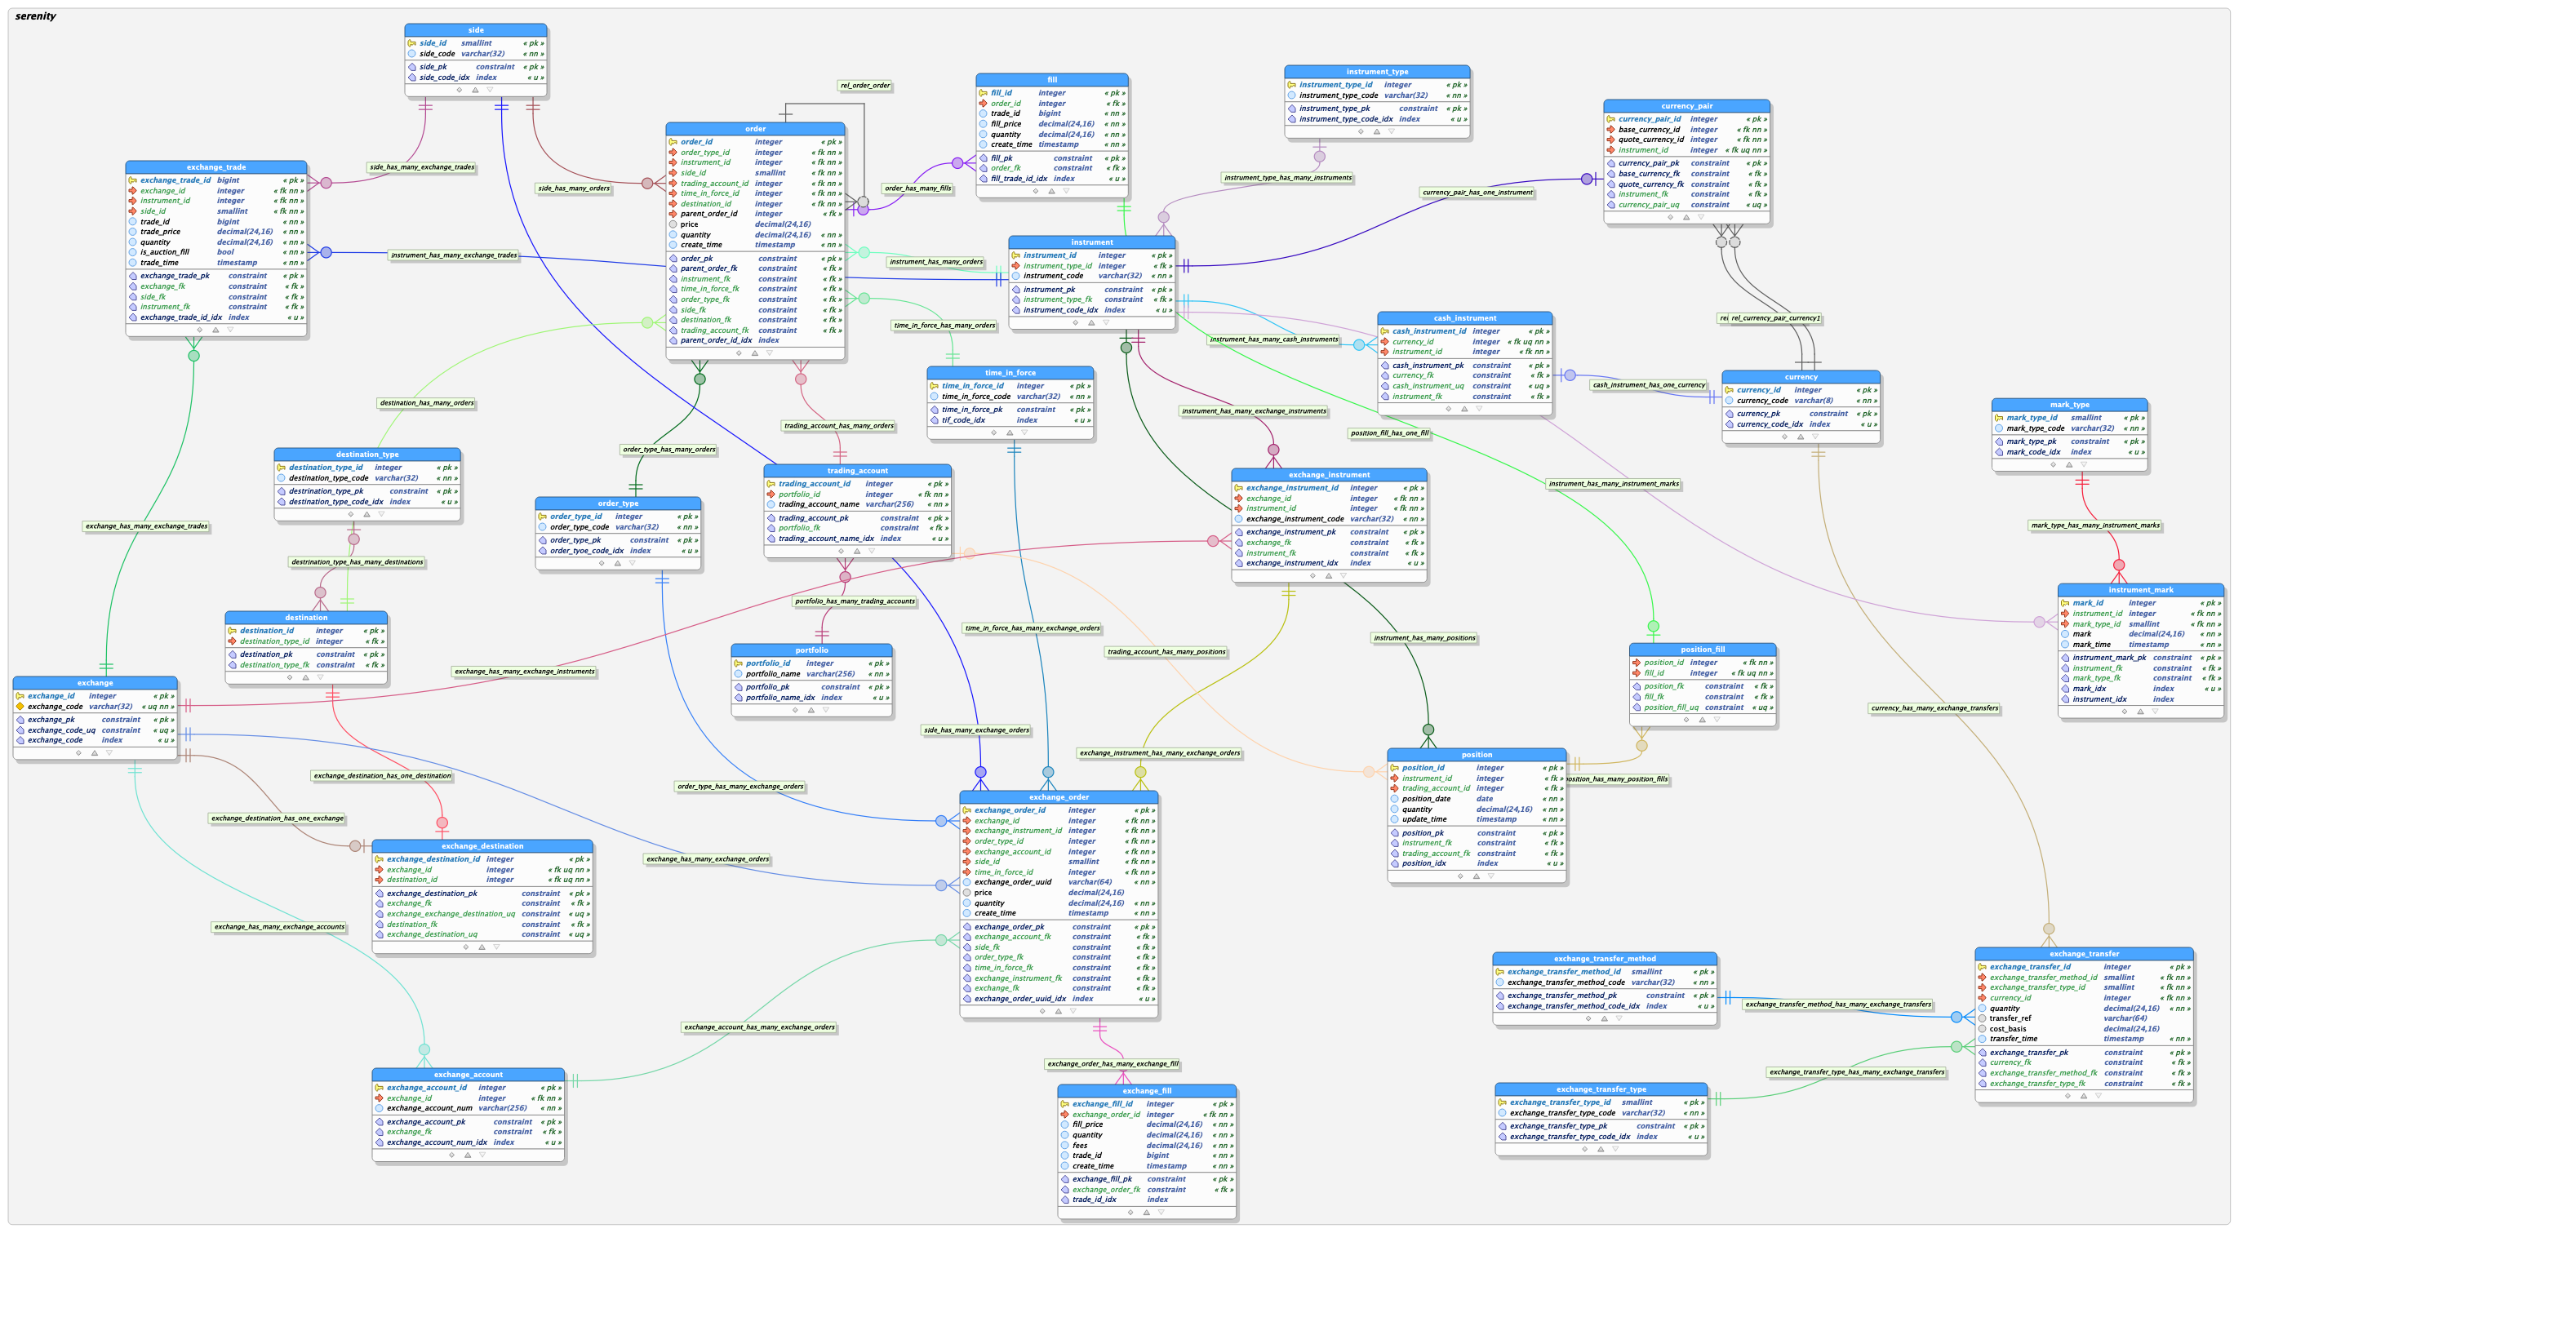 serenity
side
side_id smallint « pk »
side_code varchar(32) « nn »
side_pk constraint « pk »
side_code_idx index « u »
rel_order_order
fill
fill_id integer « pk »
order_id integer « fk »
trade_id bigint « nn »
fill_price decimal(24,16) « nn »
quantity decimal(24,16) « nn »
create_time timestamp « nn »
fill_pk constraint « pk »
order_fk constraint « fk »
fill_trade_id_idx index « u »
instrument_type
instrument_type_id integer « pk »
instrument_type_code varchar(32) « nn »
instrument_type_pk constraint « pk »
instrument_type_code_idx index « u »
currency_pair
currency_pair_id integer « pk »
base_currency_id integer « fk nn »
quote_currency_id integer « fk nn »
instrument_id integer « fk uq nn »
currency_pair_pk constraint « pk »
base_currency_fk constraint « fk »
quote_currency_fk constraint « fk »
instrument_fk constraint « fk »
currency_pair_uq constraint « uq »
order
order_id integer « pk »
order_type_id integer « fk nn »
instrument_id integer « fk nn »
side_id smallint « fk nn »
trading_account_id integer « fk nn »
time_in_force_id integer « fk nn »
destination_id integer « fk nn »
parent_order_id integer « fk »
price decimal(24,16)
quantity decimal(24,16) « nn »
create_time timestamp « nn »
order_pk constraint « pk »
parent_order_fk constraint « fk »
instrument_fk constraint « fk »
time_in_force_fk constraint « fk »
order_type_fk constraint « fk »
side_fk constraint « fk »
destination_fk constraint « fk »
trading_account_fk constraint « fk »
parent_order_id_idx index
exchange_trade
exchange_trade_id bigint « pk »
exchange_id integer « fk nn »
instrument_id integer « fk nn »
side_id smallint « fk nn »
trade_id bigint « nn »
trade_price decimal(24,16) « nn »
quantity decimal(24,16) « nn »
is_auction_fill bool « nn »
trade_time timestamp « nn »
exchange_trade_pk constraint « pk »
exchange_fk constraint « fk »
side_fk constraint « fk »
instrument_fk constraint « fk »
exchange_trade_id_idx index « u »
side_has_many_exchange_trades
side_has_many_orders
order_has_many_fills
instrument_type_has_many_instruments
currency_pair_has_one_instrument
instrument_has_many_exchange_trades
instrument_has_many_orders
instrument
instrument_id integer « pk »
instrument_type_id integer « fk »
instrument_code varchar(32) « nn »
instrument_pk constraint « pk »
instrument_type_fk constraint « fk »
instrument_code_idx index « u »
time_in_force_has_many_orders
instrument_has_many_cash_instruments
cash_instrument
cash_instrument_id integer « pk »
currency_id integer « fk uq nn »
instrument_id integer « fk nn »
cash_instrument_pk constraint « pk »
currency_fk constraint « fk »
cash_instrument_uq constraint « uq »
instrument_fk constraint « fk »
rel_currency_pair_currency1
cash_instrument_has_one_currency
currency
currency_id integer « pk »
currency_code varchar(8) « nn »
currency_pk constraint « pk »
currency_code_idx index « u »
time_in_force
time_in_force_id integer « pk »
time_in_force_code varchar(32) « nn »
time_in_force_pk constraint « pk »
tif_code_idx index « u »
mark_type
mark_type_id smallint « pk »
mark_type_code varchar(32) « nn »
mark_type_pk constraint « pk »
mark_code_idx index « u »
destination_has_many_orders
trading_account_has_many_orders
instrument_has_many_exchange_instruments
position_fill_has_one_fill
order_type_has_many_orders
destination_type
destination_type_id integer « pk »
destination_type_code varchar(32) « nn »
destrination_type_pk constraint « pk »
destination_type_code_idx index « u »
trading_account
trading_account_id integer « pk »
portfolio_id integer « fk nn »
trading_account_name varchar(256) « nn »
trading_account_pk constraint « pk »
portfolio_fk constraint « fk »
trading_account_name_idx index « u »
exchange_instrument
exchange_instrument_id integer « pk »
exchange_id integer « fk nn »
instrument_id integer « fk nn »
exchange_instrument_code varchar(32) « nn »
exchange_instrument_pk constraint « pk »
exchange_fk constraint « fk »
instrument_fk constraint « fk »
exchange_instrument_idx index « u »
instrument_has_many_instrument_marks
order_type
order_type_id integer « pk »
order_type_code varchar(32) « nn »
order_type_pk constraint « pk »
order_tyoe_code_idx index « u »
exchange_has_many_exchange_trades
mark_type_has_many_instrument_marks
destrination_type_has_many_destinations
portfolio_has_many_trading_accounts
destination
destination_id integer « pk »
destination_type_id integer « fk »
destination_pk constraint « pk »
destination_type_fk constraint « fk »
instrument_mark
mark_id integer « pk »
instrument_id integer « fk nn »
mark_type_id smallint « fk nn »
mark decimal(24,16) « nn »
mark_time timestamp « nn »
instrument_mark_pk constraint « pk »
instrument_fk constraint « fk »
mark_type_fk constraint « fk »
mark_idx index « u »
instrument_idx index
time_in_force_has_many_exchange_orders
instrument_has_many_positions
trading_account_has_many_positions
portfolio
portfolio_id integer « pk »
portfolio_name varchar(256) « nn »
portfolio_pk constraint « pk »
portfolio_name_idx index « u »
position_fill
position_id integer « fk nn »
fill_id integer « fk uq nn »
position_fk constraint « fk »
fill_fk constraint « fk »
position_fill_uq constraint « uq »
exchange_has_many_exchange_instruments
exchange
exchange_id integer « pk »
exchange_code varchar(32) « uq nn »
exchange_pk constraint « pk »
exchange_code_uq constraint « uq »
exchange_code index « u »
currency_has_many_exchange_transfers
side_has_many_exchange_orders
exchange_instrument_has_many_exchange_orders
position
position_id integer « pk »
instrument_id integer « fk »
trading_account_id integer « fk »
position_date date « nn »
quantity decimal(24,16) « nn »
update_time timestamp « nn »
position_pk constraint « pk »
instrument_fk constraint « fk »
trading_account_fk constraint « fk »
position_idx index « u »
osition_has_many_position_fills
exchange_destination_has_one_destination
order_type_has_many_exchange_orders
exchange_destination_has_one_exchange
exchange_order
exchange_order_id integer « pk »
exchange_id integer « fk nn »
exchange_instrument_id integer « fk nn »
order_type_id integer « fk nn »
exchange_account_id integer « fk nn »
side_id smallint « fk nn »
time_in_force_id integer « fk nn »
exchange_order_uuid varchar(64) « nn »
price decimal(24,16)
quantity decimal(24,16) « nn »
create_time timestamp « nn »
exchange_order_pk constraint « pk »
exchange_account_fk constraint « fk »
side_fk constraint « fk »
order_type_fk constraint « fk »
time_in_force_fk constraint « fk »
exchange_instrument_fk constraint « fk »
exchange_fk constraint « fk »
exchange_order_uuid_idx index « u »
exchange_destination
exchange_destination_id integer « pk »
exchange_id integer « fk uq nn »
destination_id integer « fk uq nn »
exchange_destination_pk constraint « pk »
exchange_fk constraint « fk »
exchange_exchange_destination_uq constraint « uq »
destination_fk constraint « fk »
exchange_destination_uq constraint « uq »
exchange_has_many_exchange_orders
exchange_has_many_exchange_accounts
exchange_transfer_method
exchange_transfer_method_id smallint « pk »
exchange_transfer_method_code varchar(32) « nn »
exchange_transfer_method_pk constraint « pk »
exchange_transfer_method_code_idx index « u »
exchange_transfer
exchange_transfer_id integer « pk »
exchange_transfer_method_id smallint « fk nn »
exchange_transfer_type_id smallint « fk nn »
currency_id integer « fk nn »
quantity decimal(24,16) « nn »
transfer_ref varchar(64)
cost_basis decimal(24,16)
transfer_time timestamp « nn »
exchange_transfer_pk constraint « pk »
currency_fk constraint « fk »
exchange_transfer_method_fk constraint « fk »
exchange_transfer_type_fk constraint « fk »
exchange_transfer_method_has_many_exchange_transfers
exchange_account_has_many_exchange_orders
exchange_order_has_many_exchange_fill
exchange_transfer_type_has_many_exchange_transfers
exchange_account
exchange_account_id integer « pk »
exchange_id integer « fk nn »
exchange_account_num varchar(256) « nn »
exchange_account_pk constraint « pk »
exchange_fk constraint « fk »
exchange_account_num_idx index « u »
exchange_fill
exchange_fill_id integer « pk »
exchange_order_id integer « fk nn »
fill_price decimal(24,16) « nn »
quantity decimal(24,16) « nn »
fees decimal(24,16) « nn »
trade_id bigint « nn »
create_time timestamp « nn »
exchange_fill_pk constraint « pk »
exchange_order_fk constraint « fk »
trade_id_idx index
exchange_transfer_type
exchange_transfer_type_id smallint « pk »
exchange_transfer_type_code varchar(32) « nn »
exchange_transfer_type_pk constraint « pk »
exchange_transfer_type_code_idx index « u »